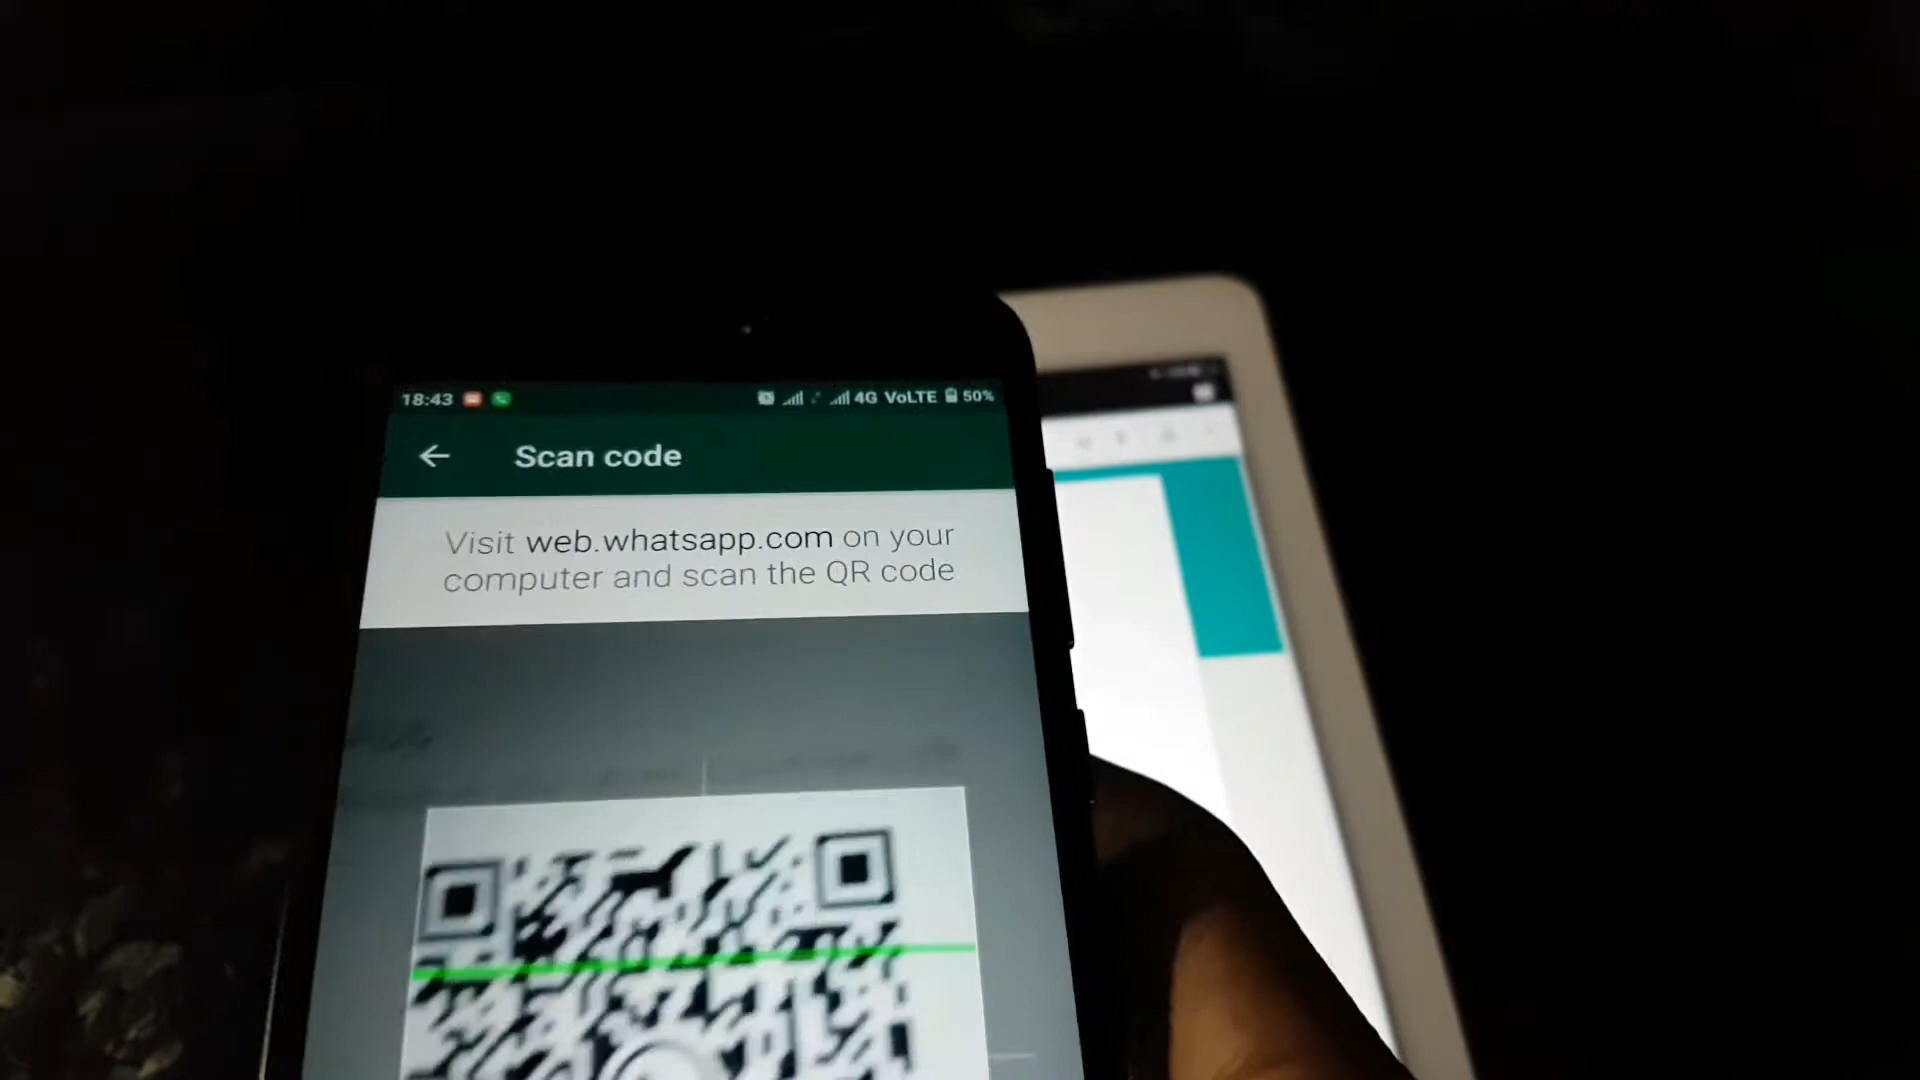 18:43 4G VoLTE 50%
Scan code
Visit web.whatsapp.com on your
computer and scan the QR code